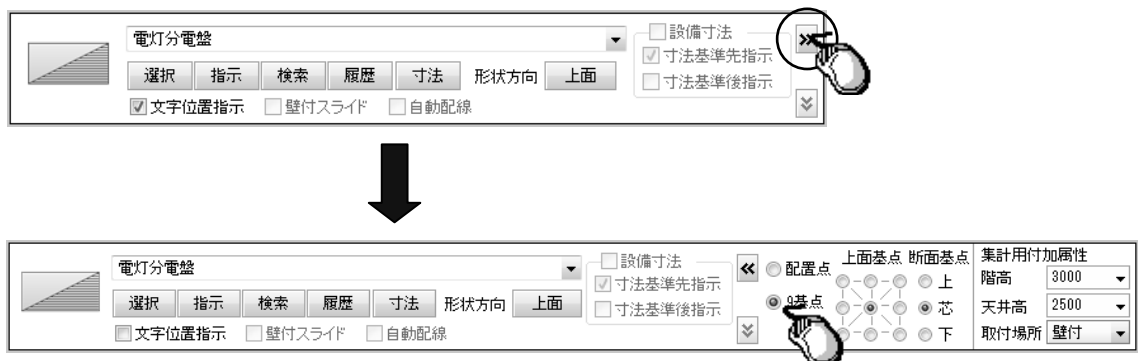 電灯分電盤
設備寸法
寸法基準先指示
寸法基準後指示
選択 指示 検索 履歴 寸法 形状方向 上面
文字位置指示 壁付スライド 自動配線
電灯分電盤
設備寸法
寸法基準先指示
寸法基準後指示
選択 指示 検索 履歴 寸法 形状方向 上面
文字位置指示 壁付スライド 自動配線
配置点
9基点
上面基点 断面基点
上
芯
下
集計用付加属性
階高 3000
天井高 2500
取付場所 壁付